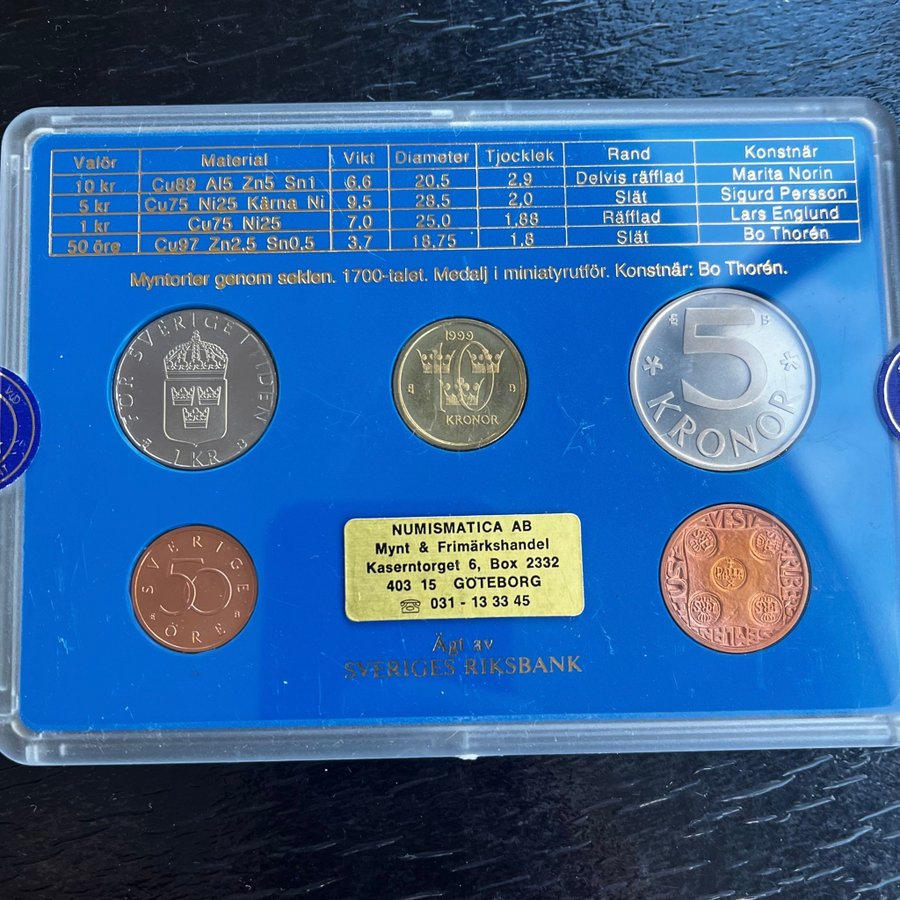 Valör Material Vikt Diameter Tjocklek Rand Konstnär
10 kr Cu89 Al5 Zn5 Sn1 6,6 20,5 2,9 Delvis räfflad Marita Norin
5 kr Cu75 Ni25 Kärna Ni 9,5 28,5 2,0 Slät Sigurd Persson
1 kr Cu75 Ni25 7,0 25,0 1,88 Räfflad Lars Englund
50 öre Cu97 Zn2,5 Sn0,5 3,7 18,75 1,8 Slät Bo Thorén
Myntorter genom seklen. 1700-talet. Medalj i miniatyrutför. Konstnär: Bo Thorén.
FÖR SVERIGE I TIDEN
1 KR
1999
10
KRONOR
B
5
KRONOR
SVERIGE
50
ÖRE
NUMISMATICA AB
Mynt & Frimärkshandel
Kaserntorget 6, Box 2332
403 15 GÖTEBORG
031 - 13 33 45
VEST
Ägt av
SVERIGES RIKSBANK